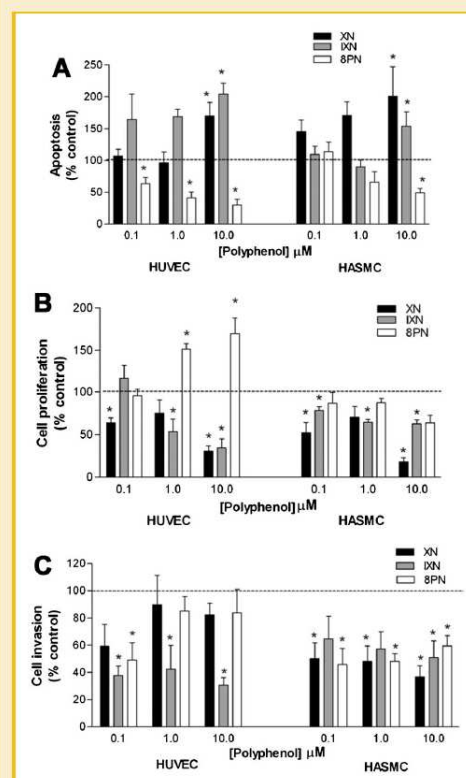 A
XN
IXN
8PN
Apoptosis
(% control)
250
200
150
100
50
0
* * * * * * * *
0.1 1.0 10.0 0.1 1.0 10.0
[Polyphenol] μM
HUVEC HASMC
B
XN
IXN
8PN
Cell proliferation
(% control)
200
150
100
50
0
* * * * * * * * * * *
0.1 1.0 10.0 0.1 1.0 10.0
[Polyphenol] μM
HUVEC HASMC
C
XN
IXN
8PN
Cell invasion
(% control)
120
100
80
60
40
20
0
* * * * * * * * * * *
0.1 1.0 10.0 0.1 1.0 10.0
[Polyphenol] μM
HUVEC HASMC